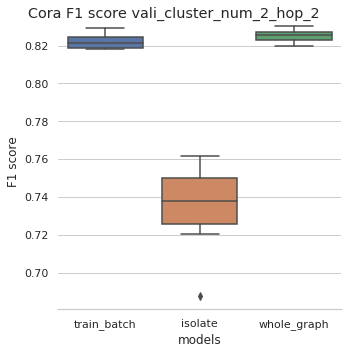 Cora F1 score vali_cluster_num_2_hop_2
0.82
0.80
0.78
0.76
0.74
0.72
0.70
F1 score
train_batch
isolate
whole_graph
models